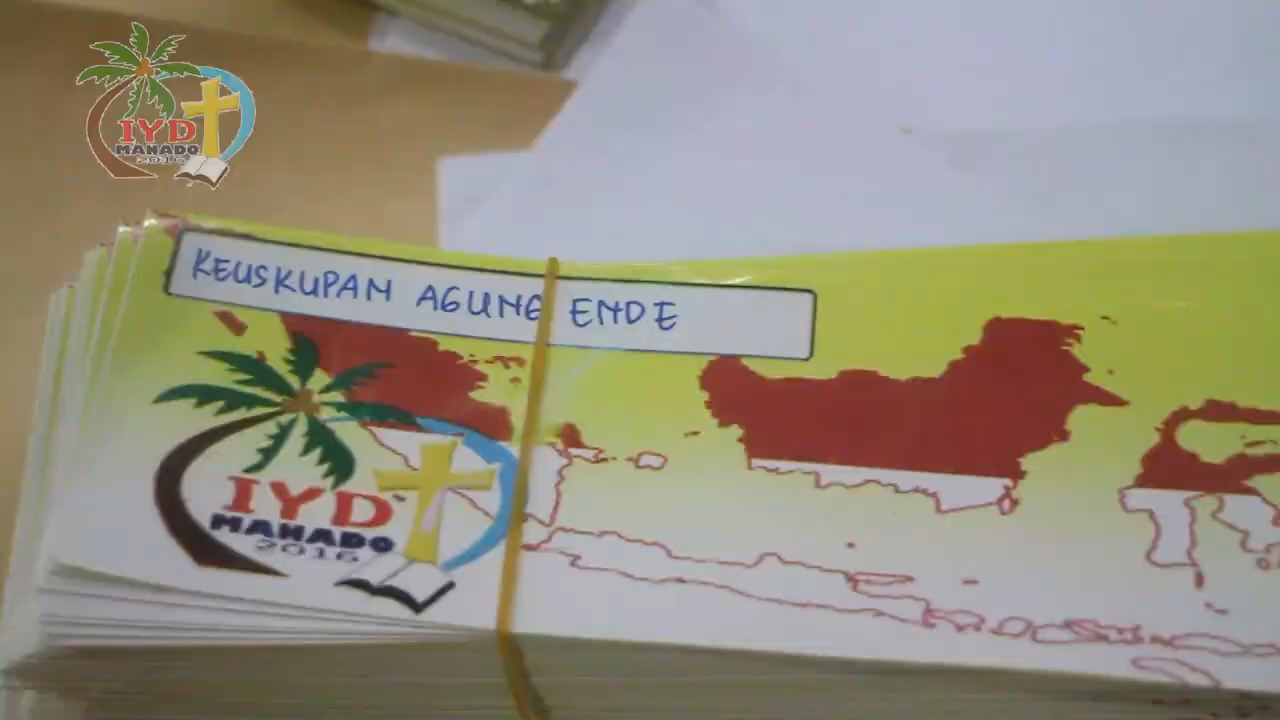 IYD
MANADO
2016
KEUSKUPAN AGUNG ENDE
IYD
MANADO
2016